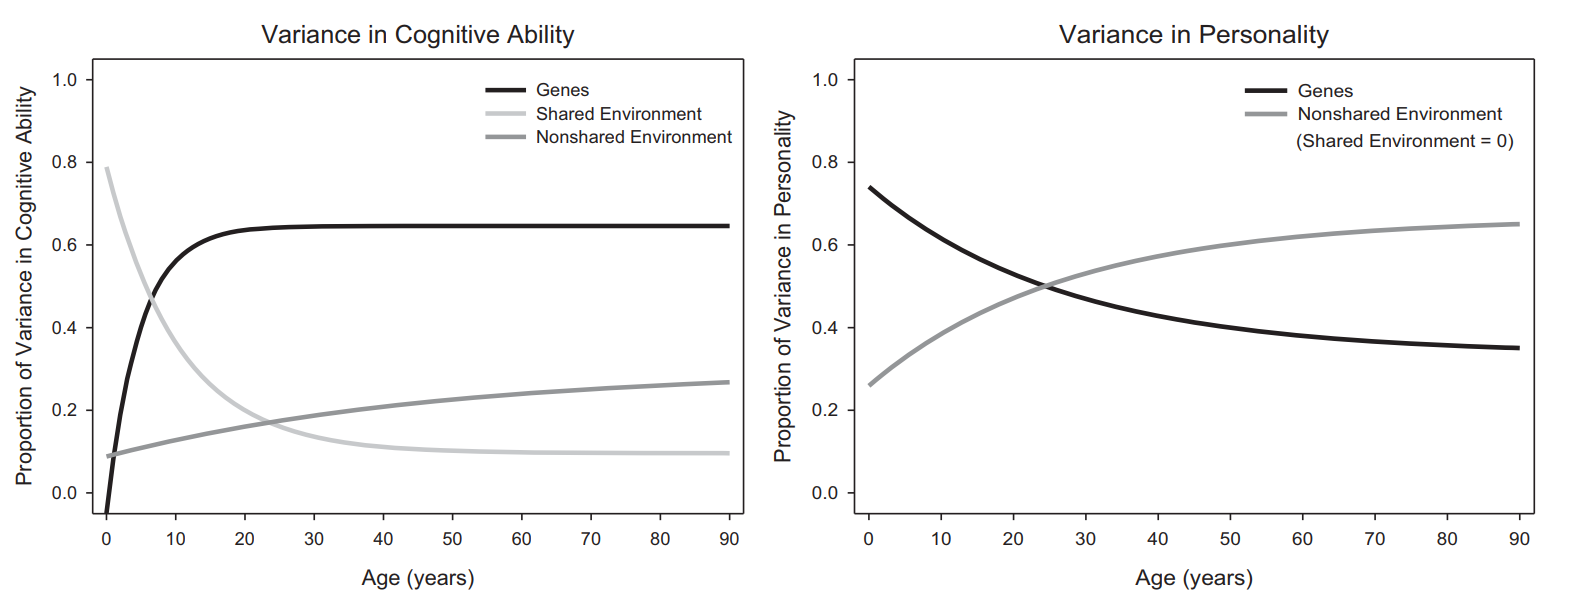 Variance in Cognitive Ability
Proportion of Variance in Cognitive Ability
1.0
0.8
0.6
0.4
0.2
0.0
Genes
Shared Environment
Nonshared Environment
0 10 20 30 40 50 60 70 80 90
Age (years)
Variance in Personality
Proportion of Variance in Personality
1.0
0.8
0.6
0.4
0.2
0.0
Genes
Nonshared Environment
(Shared Environment = 0)
0 10 20 30 40 50 60 70 80 90
Age (years)